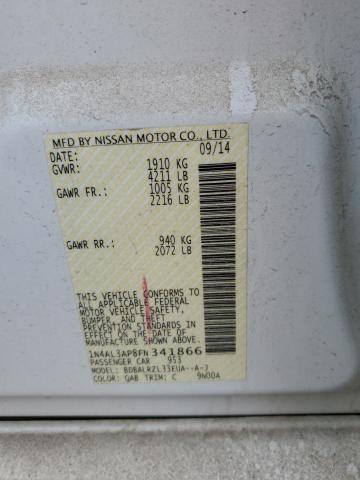 MFD BY NISSAN MOTOR CO., LTD.
DATE: 09/14
GVWR: 1910 KG
4211 LB
GAWR FR.: 1005 KG
2216 LB
GAWR RR.: 940 KG
2072 LB
THIS VEHICLE CONFORMS TO
ALL APPLICABLE FEDERAL
MOTOR VEHICLE SAFETY,
BUMPER, AND THEFT
PREVENTION STANDARDS IN
EFFECT ON THE DATE OF
MANUFACTURE SHOWN ABOVE.
1N4AL3AP8FN 341866
PASSENGER CAR 953
MODEL: BDBALRZL33EUA--A-J
COLOR: QAB TRIM: C 9N00A